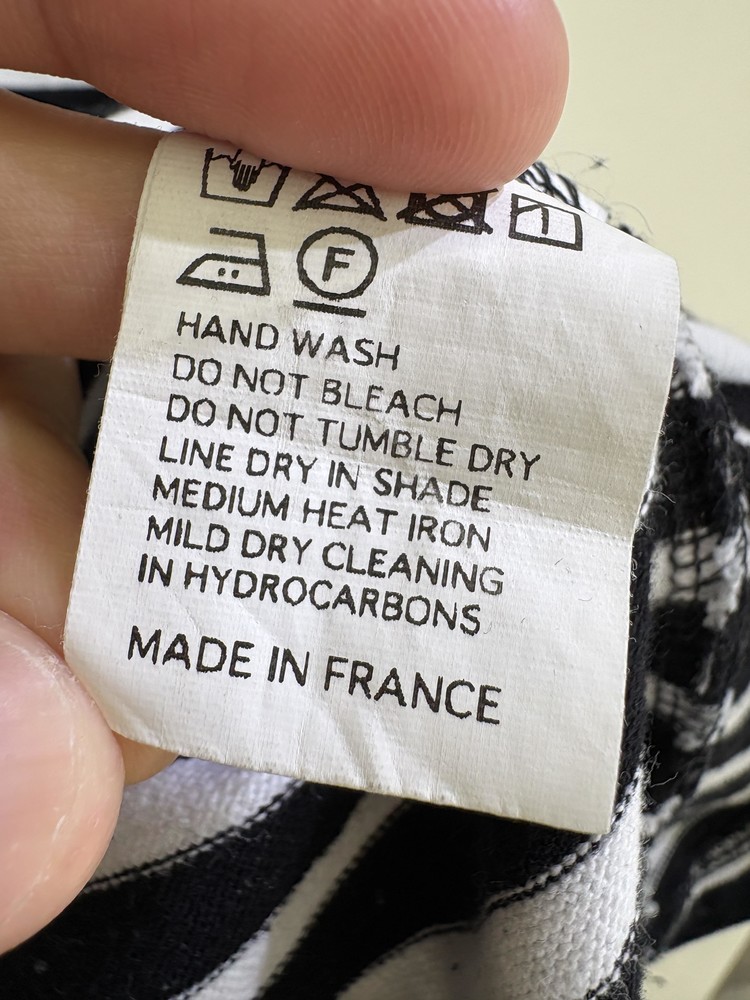 F
HAND WASH
DO NOT BLEACH
DO NOT TUMBLE DRY
LINE DRY IN SHADE
MEDIUM HEAT IRON
MILD DRY CLEANING
IN HYDROCARBONS
MADE IN FRANCE